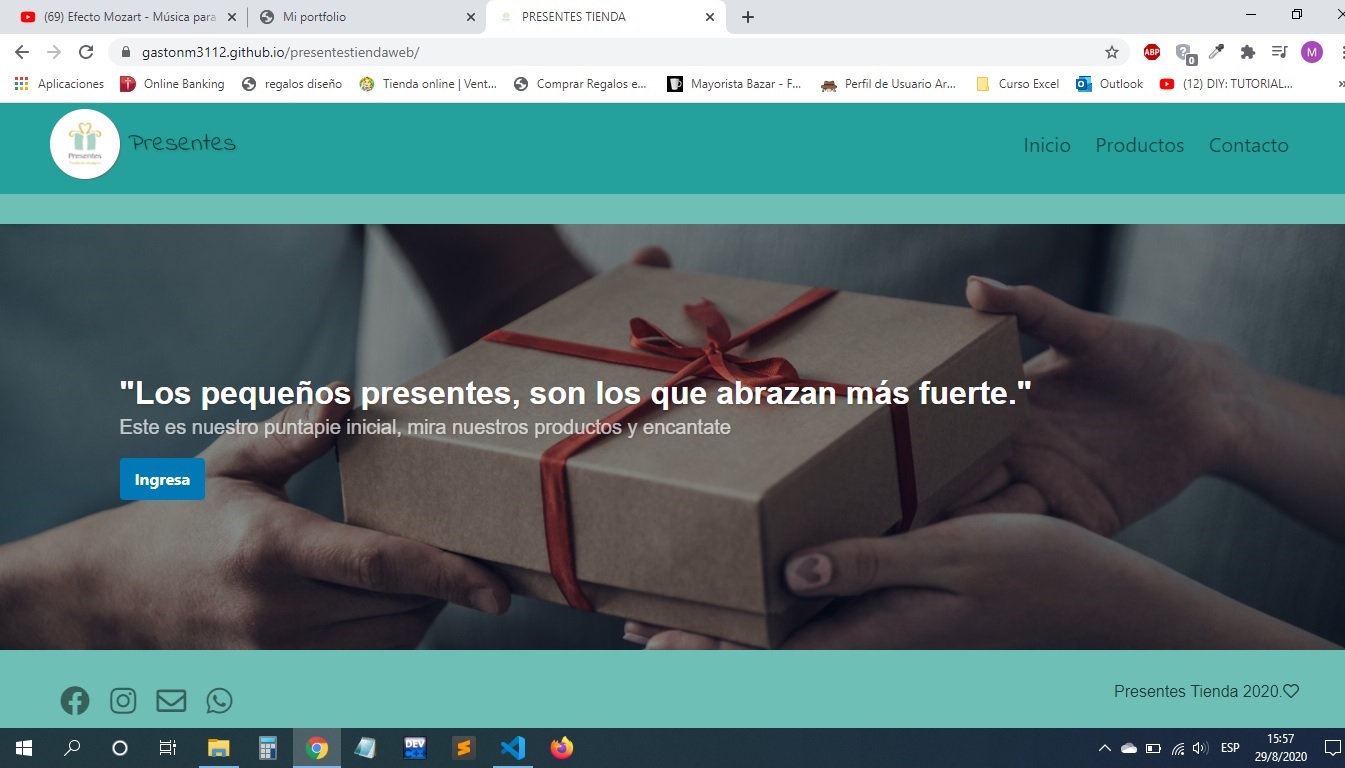 (69) Efecto Mozart - Música para
Mi portfolio
PRESENTES TIENDA
gastonm3112.github.io/presentestiendaweb/
ABP
0
M
Aplicaciones
Online Banking
regalos diseño
Tienda online | Vent...
Comprar Regalos e...
Mayorista Bazar - F...
Perfil de Usuario Ar...
Curso Excel
Outlook
(12) DIY: TUTORIAL...
Presentes
Presentes
Inicio
Productos
Contacto
"Los pequeños presentes, son los que abrazan más fuerte."
Este es nuestro puntapie inicial, mira nuestros productos y encantate
Ingresa
Presentes Tienda 2020.
DEV
ESP
15:57
29/8/2020